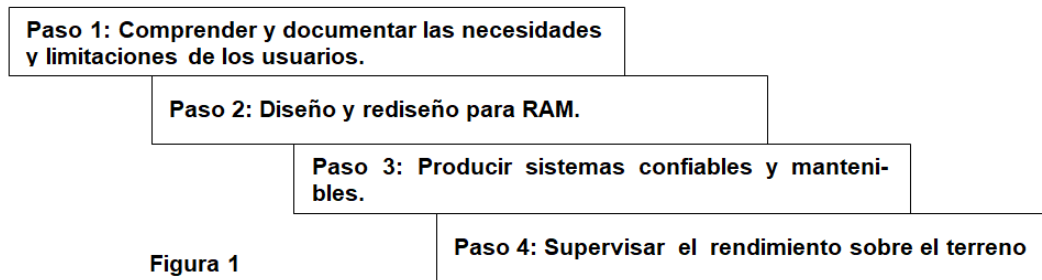 Paso 1: Comprender y documentar las necesidades
y limitaciones de los usuarios.
Paso 2: Diseño y rediseño para RAM.
Paso 3: Producir sistemas confiables y manteni-
bles.
Paso 4: Supervisar el rendimiento sobre el terreno
Figura 1